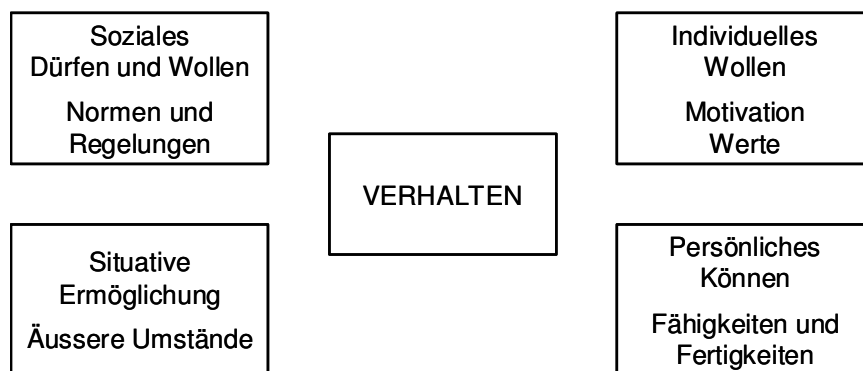 Soziales
Dürfen und Wollen
Normen und
Regelungen
Individuelles
Wollen
Motivation
Werte
VERHALTEN
Situative
Ermöglichung
Äussere Umstände
Persönliches
Können
Fähigkeiten und
Fertigkeiten